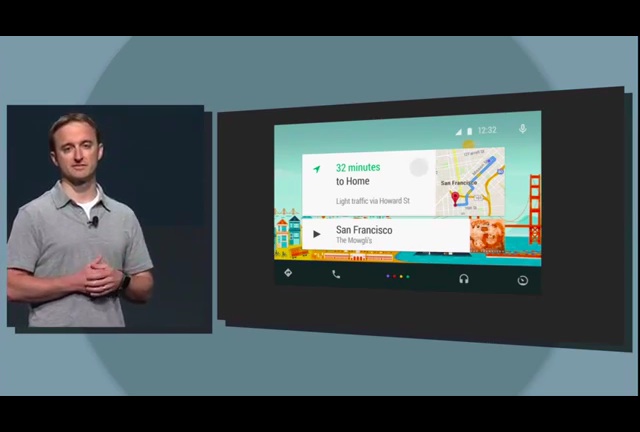 12:32
32 minutes
to Home
Light traffic via Howard St
San Francisco
San Francisco
The Mowgli's